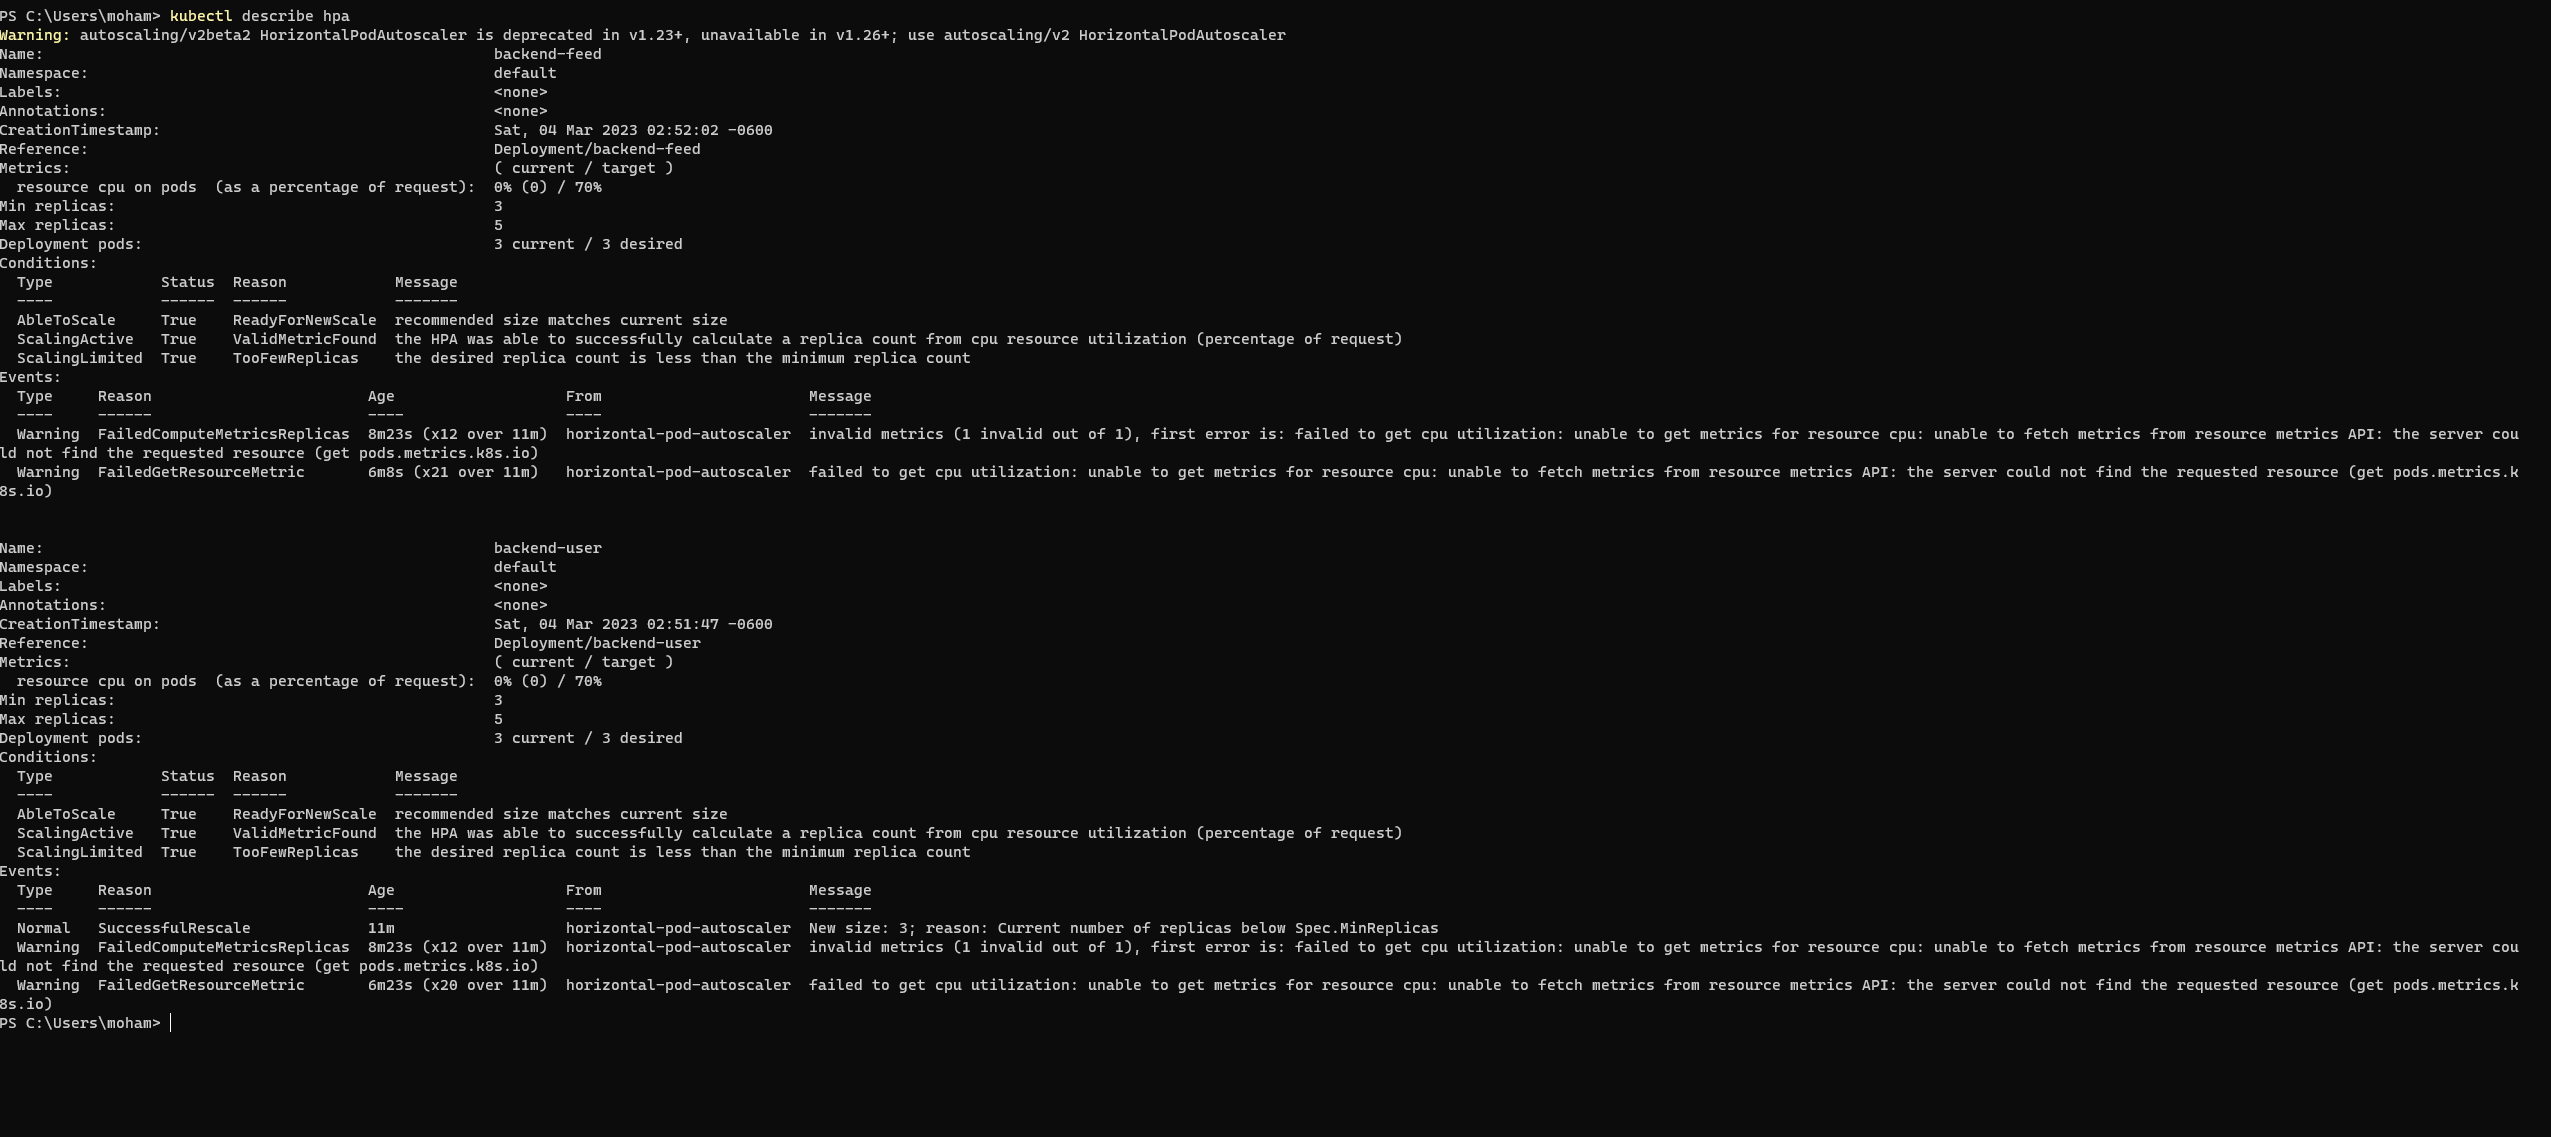 PS C:\Users\moham> kubectl describe hpa
Warning: autoscaling/v2beta2 HorizontalPodAutoscaler is deprecated in v1.23+, unavailable in v1.26+; use autoscaling/v2 HorizontalPodAutoscaler
Name: backend-feed
Namespace: default
Labels: <none>
Annotations: <none>
CreationTimestamp: Sat, 04 Mar 2023 02:52:02 -0600
Reference: Deployment/backend-feed
Metrics: ( current / target )
resource cpu on pods (as a percentage of request): 0% (0) / 70%
Min replicas: 3
Max replicas: 5
Deployment pods: 3 current / 3 desired
Conditions:
Type Status Reason Message
---- ------ ------ -------
AbleToScale True ReadyForNewScale recommended size matches current size
ScalingActive True ValidMetricFound the HPA was able to successfully calculate a replica count from cpu resource utilization (percentage of request)
ScalingLimited True TooFewReplicas the desired replica count is less than the minimum replica count
Events:
Type Reason Age From Message
---- ------ ---- ---- -------
Warning FailedComputeMetricsReplicas 8m23s (x12 over 11m) horizontal-pod-autoscaler invalid metrics (1 invalid out of 1), first error is: failed to get cpu utilization: unable to get metrics for resource cpu: unable to fetch metrics from resource metrics API: the server cou
ld not find the requested resource (get pods.metrics.k8s.io)
Warning FailedGetResourceMetric 6m8s (x21 over 11m) horizontal-pod-autoscaler failed to get cpu utilization: unable to get metrics for resource cpu: unable to fetch metrics from resource metrics API: the server could not find the requested resource (get pods.metrics.k
8s.io)
Name: backend-user
Namespace: default
Labels: <none>
Annotations: <none>
CreationTimestamp: Sat, 04 Mar 2023 02:51:47 -0600
Reference: Deployment/backend-user
Metrics: ( current / target )
resource cpu on pods (as a percentage of request): 0% (0) / 70%
Min replicas: 3
Max replicas: 5
Deployment pods: 3 current / 3 desired
Conditions:
Type Status Reason Message
---- ------ ------ -------
AbleToScale True ReadyForNewScale recommended size matches current size
ScalingActive True ValidMetricFound the HPA was able to successfully calculate a replica count from cpu resource utilization (percentage of request)
ScalingLimited True TooFewReplicas the desired replica count is less than the minimum replica count
Events:
Type Reason Age From Message
---- ------ ---- ---- -------
Normal SuccessfulRescale 11m horizontal-pod-autoscaler New size: 3; reason: Current number of replicas below Spec.MinReplicas
Warning FailedComputeMetricsReplicas 8m23s (x12 over 11m) horizontal-pod-autoscaler invalid metrics (1 invalid out of 1), first error is: failed to get cpu utilization: unable to get metrics for resource cpu: unable to fetch metrics from resource metrics API: the server cou
ld not find the requested resource (get pods.metrics.k8s.io)
Warning FailedGetResourceMetric 6m23s (x20 over 11m) horizontal-pod-autoscaler failed to get cpu utilization: unable to get metrics for resource cpu: unable to fetch metrics from resource metrics API: the server could not find the requested resource (get pods.metrics.k
8s.io)
PS C:\Users\moham>